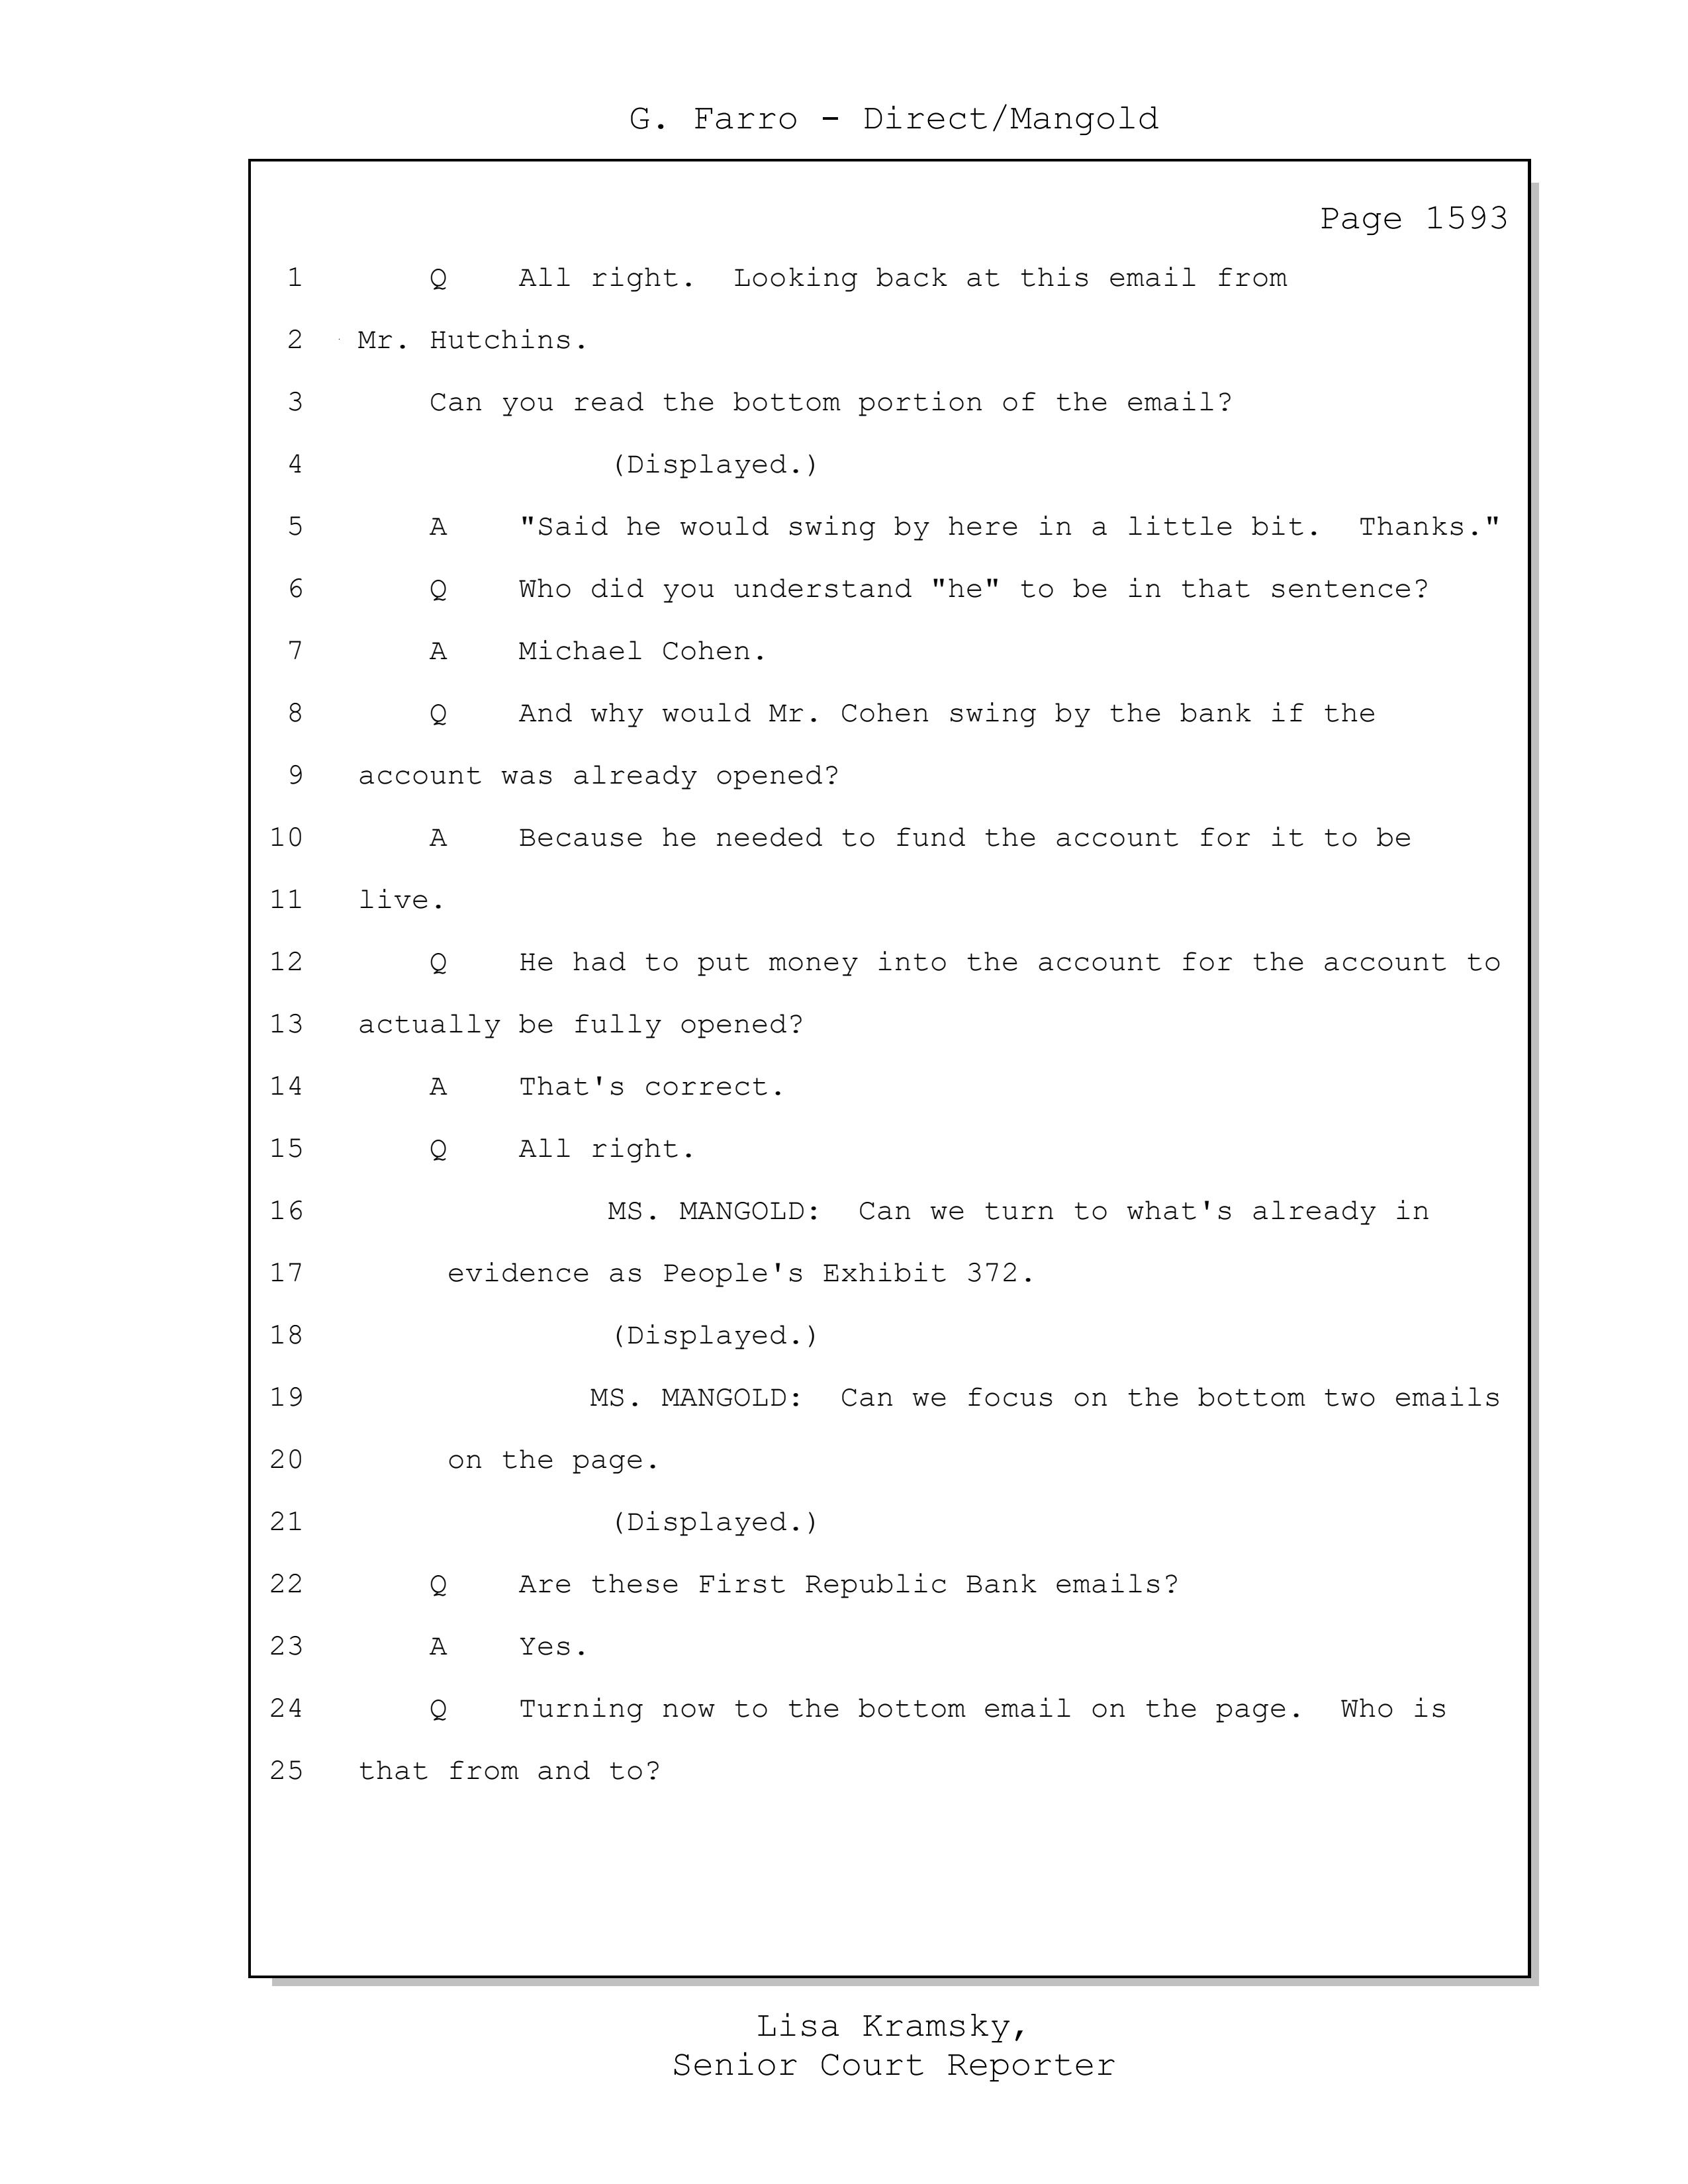 G. Farro - Direct/Mangold
Page 1593
1 Q All right. Looking back at this email from
2 Mr. Hutchins.
3 Can you read the bottom portion of the email?
4 (Displayed.)
5 A "Said he would swing by here in a little bit. Thanks."
6 Q Who did you understand "he" to be in that sentence?
7 A Michael Cohen.
8 Q And why would Mr. Cohen swing by the bank if the
9 account was already opened?
10 A Because he needed to fund the account for it to be
11 live.
12 Q He had to put money into the account for the account to
13 actually be fully opened?
14 A That's correct.
15 Q All right.
16 MS. MANGOLD: Can we turn to what's already in
17 evidence as People's Exhibit 372.
18 (Displayed.)
19 MS. MANGOLD: Can we focus on the bottom two emails
20 on the page.
21 (Displayed.)
22 Q Are these First Republic Bank emails?
23 A Yes.
24 Q Turning now to the bottom email on the page. Who is
25 that from and to?
Lisa Kramsky,
Senior Court Reporter